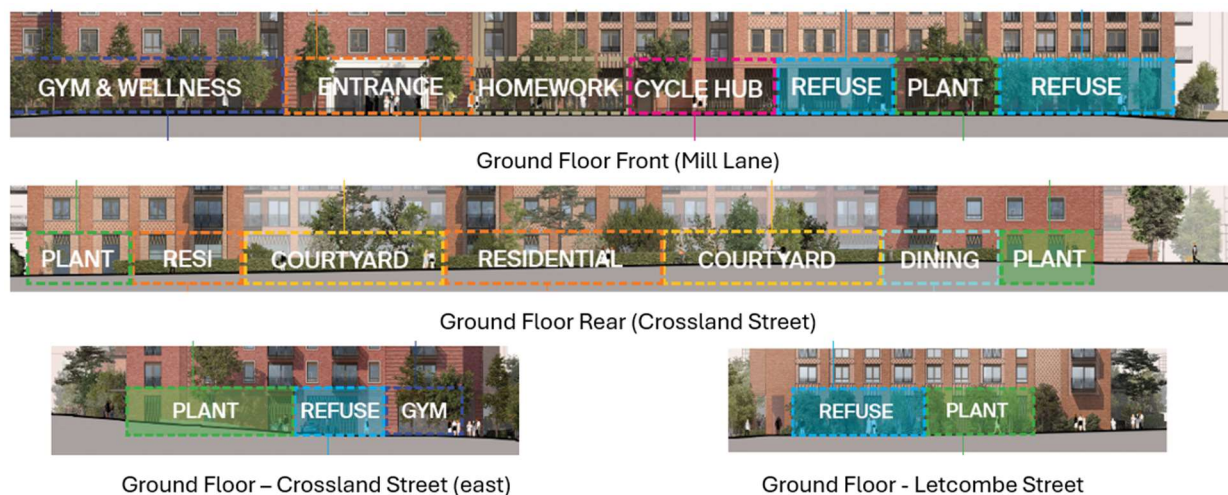 GYM & WELLNESS ENTRANCE HOMEWORK CYCLE HUB REFUSE PLANT REFUSE
Ground Floor Front (Mill Lane)
PLANT RESI COURTYARD RESIDENTIAL COURTYARD DINING PLANT
Ground Floor Rear (Crossland Street)
PLANT REFUSE GYM
Ground Floor – Crossland Street (east)
REFUSE PLANT
Ground Floor - Letcombe Street